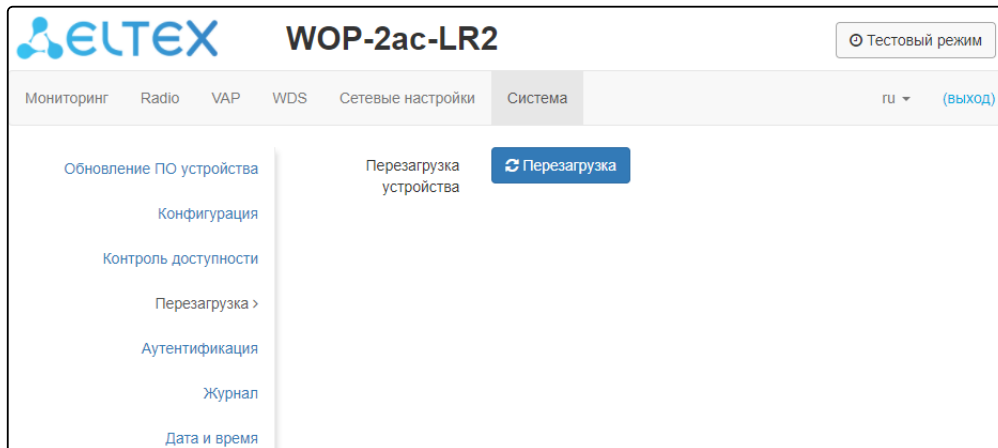 ELTEX WOP-2ac-LR2 Тестовый режим
Мониторинг Radio VAP WDS Сетевые настройки Система ru (выход)
Обновление ПО устройства
Конфигурация
Контроль доступности
Перезагрузка >
Аутентификация
Журнал
Дата и время
Перезагрузка
устройства
Перезагрузка